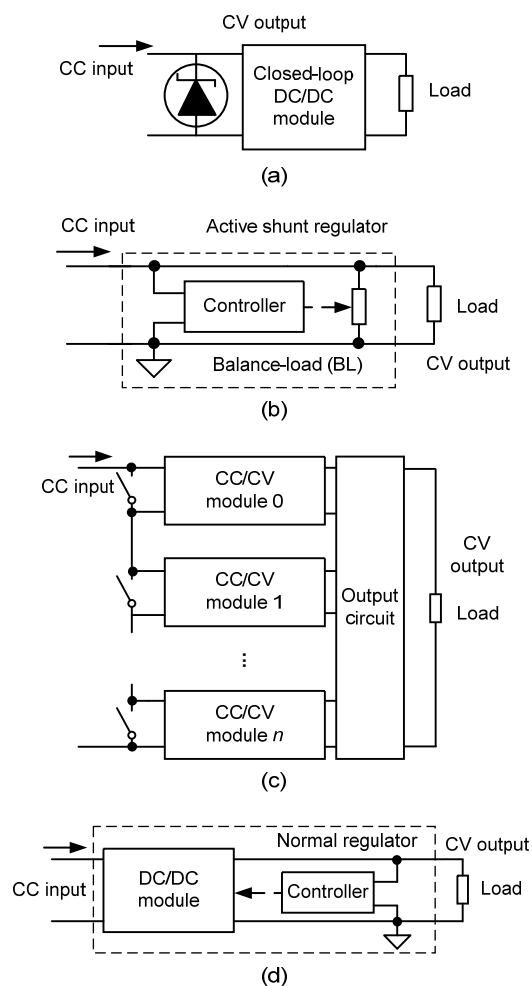 CV output
CC input
Closed-loop
DC/DC
module
Load
(a)
CC input
Active shunt regulator
Controller
Load
Balance-load (BL)
CV output
(b)
CC input
CC/CV
module 0
CC/CV
module 1
...
CC/CV
module n
Output
circuit
CV
output
Load
(c)
Normal regulator
CV output
CC input
DC/DC
module
Controller
Load
(d)